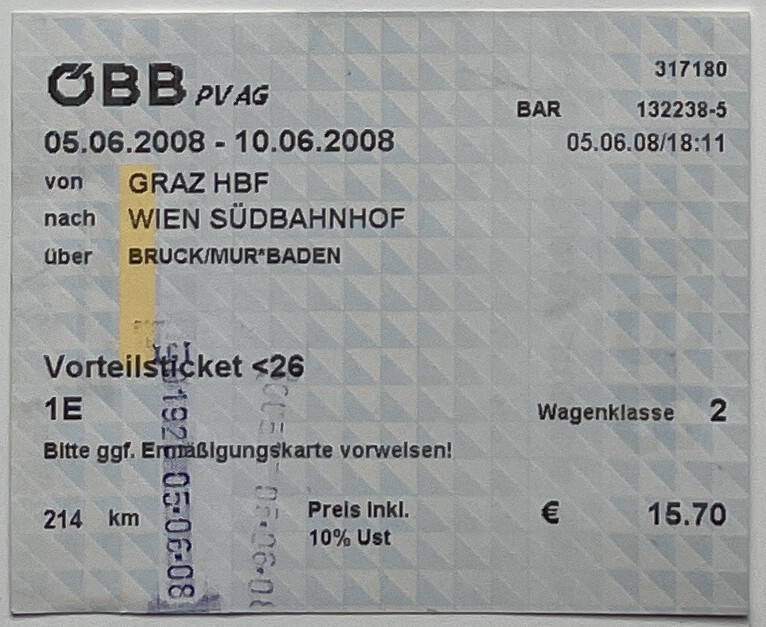 ÖBB PV AG
317180
BAR 132238-5
05.06.2008 - 10.06.2008
05.06.08/18:11
von GRAZ HBF
nach WIEN SÜDBAHNHOF
über BRUCK/MUR*BADEN
Vorteilsticket <26
1E
Wagenklasse 2
Bitte ggf. Ermäßigungskarte vorweisen!
214 km
Preis inkl.
10% Ust
€ 15.70
05-06-08